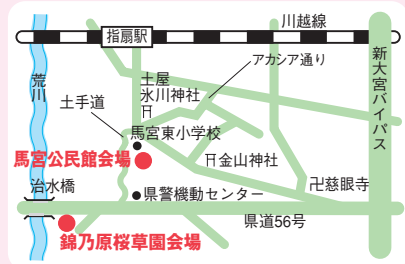 川越線
指扇駅
アカシア通り
新大宮バイパス
荒川
土屋
氷川神社
土手道
馬宮東小学校
馬宮公民館会場
金山神社
治水橋
県警機動センター
卍慈眼寺
県道56号
錦乃原桜草園会場